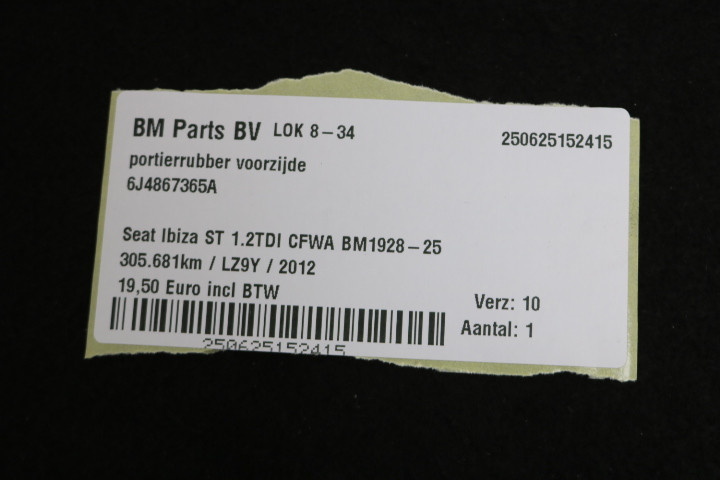 BM Parts BV LOK 8-34 250625152415
portierrubber voorzijde
6J4867365A
Seat Ibiza ST 1.2TDI CFWA BM1928-25
305.681km / LZ9Y / 2012
19,50 Euro incl BTW
Verz: 10
Aantal: 1
250625152415